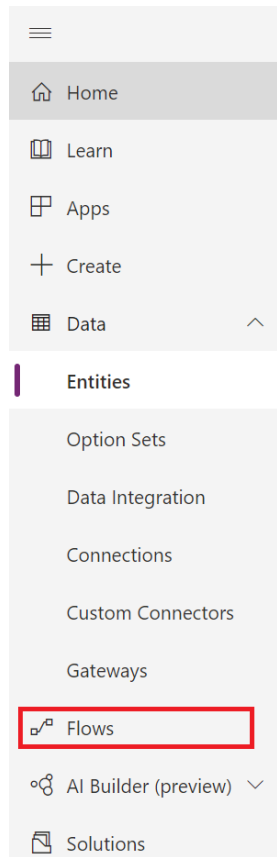 Home
Learn
Apps
Create
Data
Entities
Option Sets
Data Integration
Connections
Custom Connectors
Gateways
Flows
AI Builder (preview)
Solutions